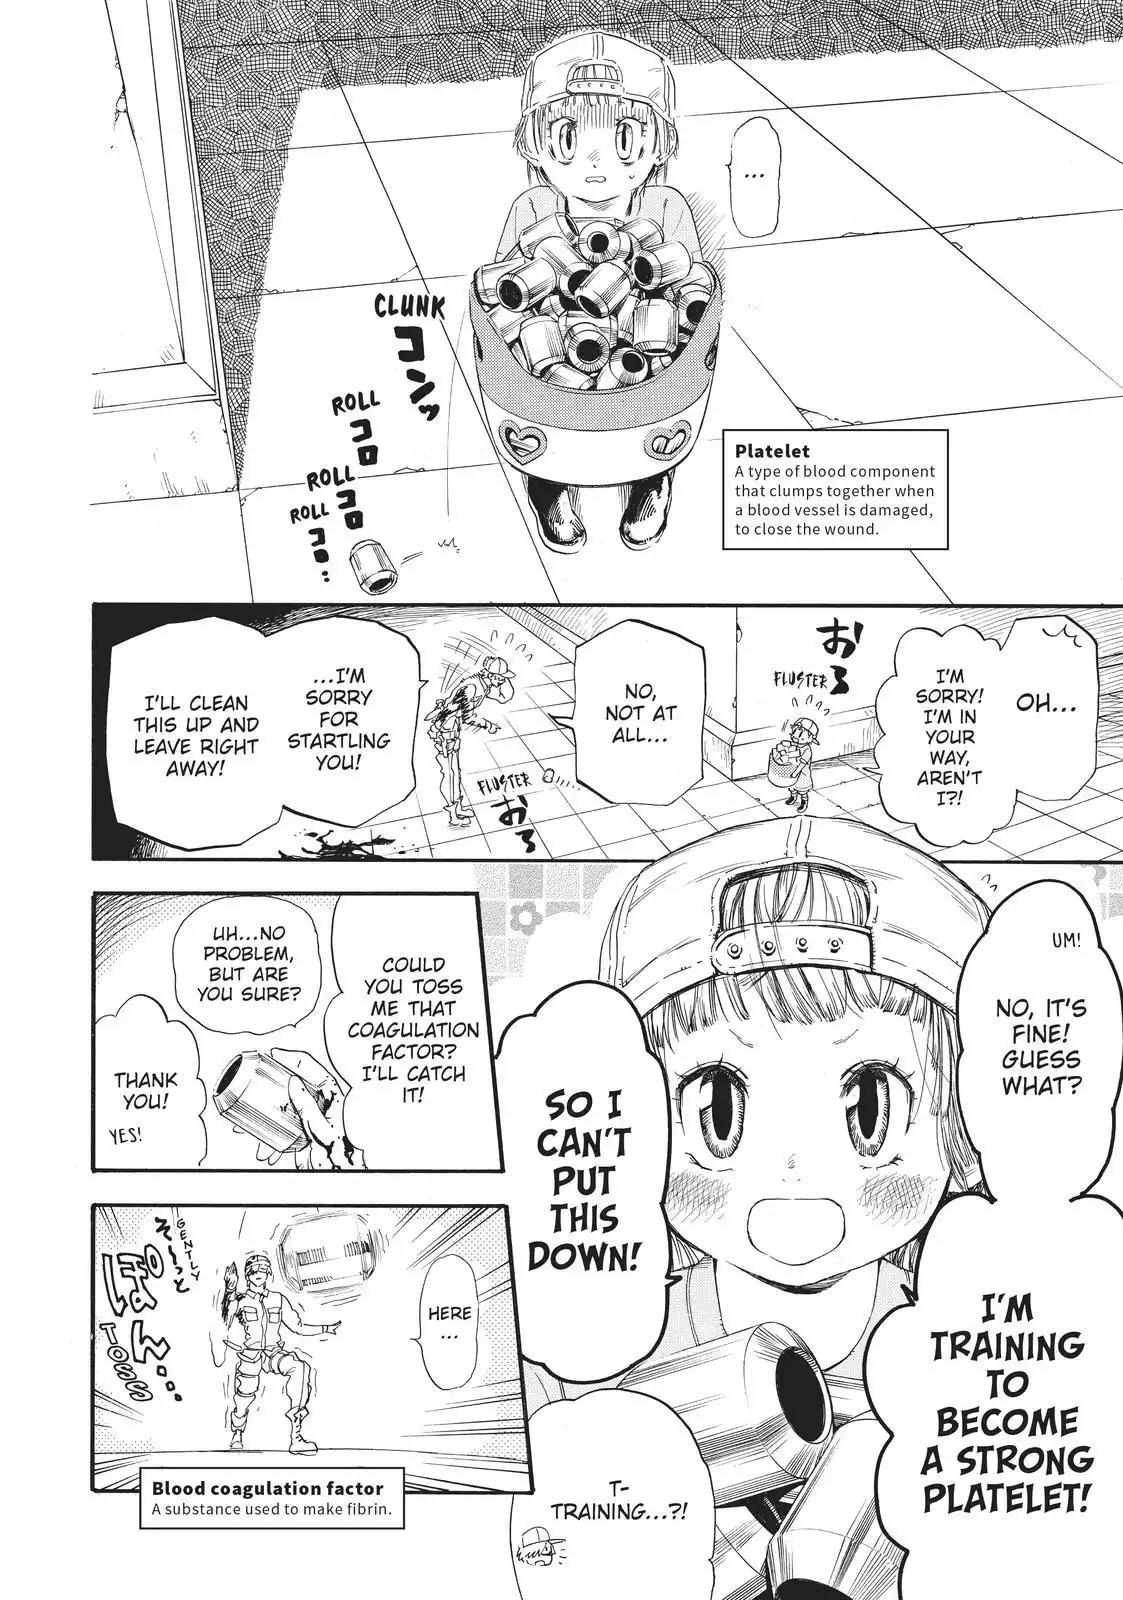 ...
CLUNK
コンッ
ROLL
コロ
ROLL
コロ
ROLL
コロ..
Platelet
A type of blood component
that clumps together when
a blood vessel is damaged,
to close the wound.
OH...
I'M
SORRY!
I'M IN
YOUR
WAY,
AREN'T
I?!
おろ
FLUSTER
NO,
NOT AT
ALL...
FLUSTER
おろ
...I'M
SORRY
FOR
STARTLING
YOU!
I'LL CLEAN
THIS UP AND
LEAVE RIGHT
AWAY!
UM!
NO, IT'S
FINE!
GUESS
WHAT?
I'M
TRAINING
TO
BECOME
A STRONG
PLATELET!
SO I
CAN'T
PUT
THIS
DOWN!
T-
TRAINING...?!
COULD
YOU TOSS
ME THAT
COAGULATION
FACTOR?
I'LL CATCH
IT!
UH...NO
PROBLEM,
BUT ARE
YOU SURE?
THANK
YOU!
YES!
HERE
...
GENTLY
そ〜っと
ぽん...
TOSS
Blood coagulation factor
A substance used to make fibrin.